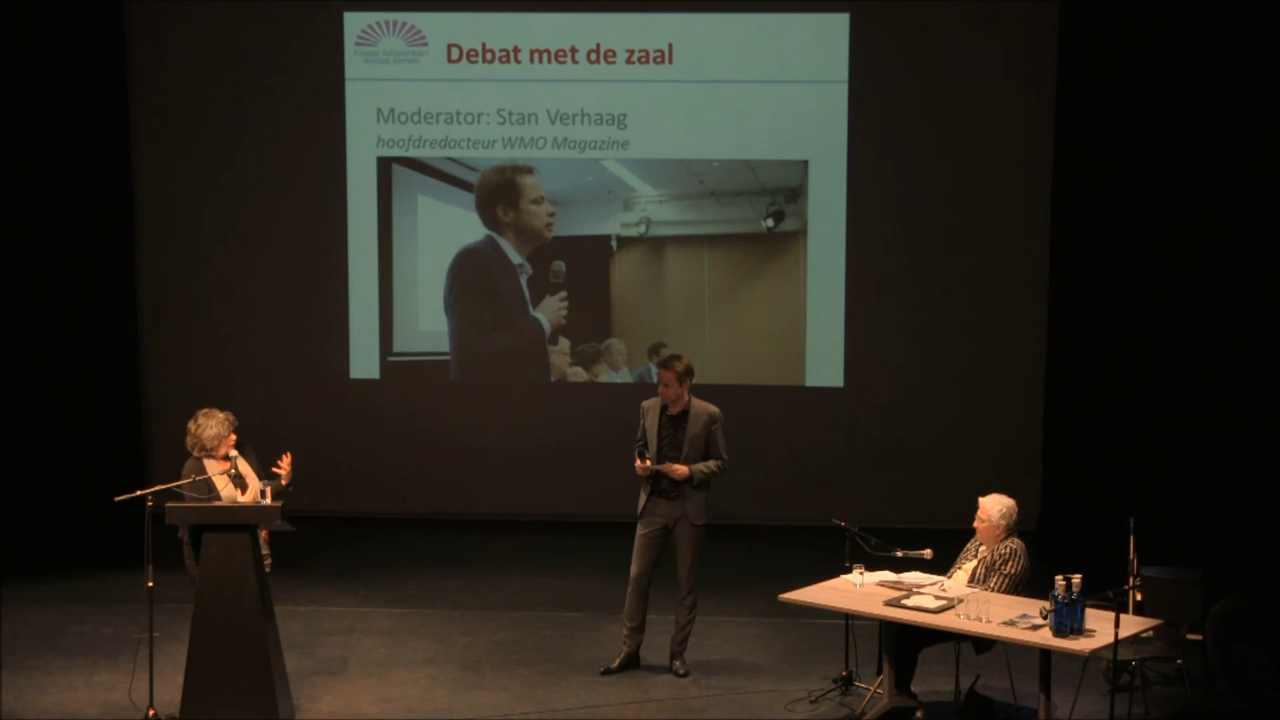 Debat met de zaal
Moderator: Stan Verhaag
hoofdredacteur WMO Magazine